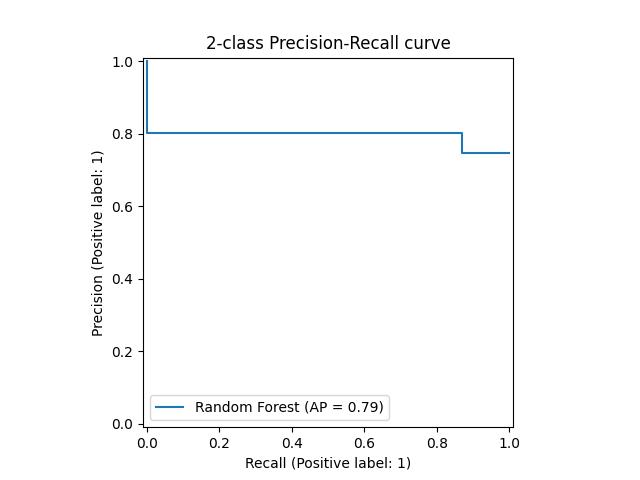 2-class Precision-Recall curve
1.0
0.8
0.6
0.4
0.2
0.0
Precision (Positive label: 1)
Random Forest (AP = 0.79)
0.0 0.2 0.4 0.6 0.8 1.0
Recall (Positive label: 1)